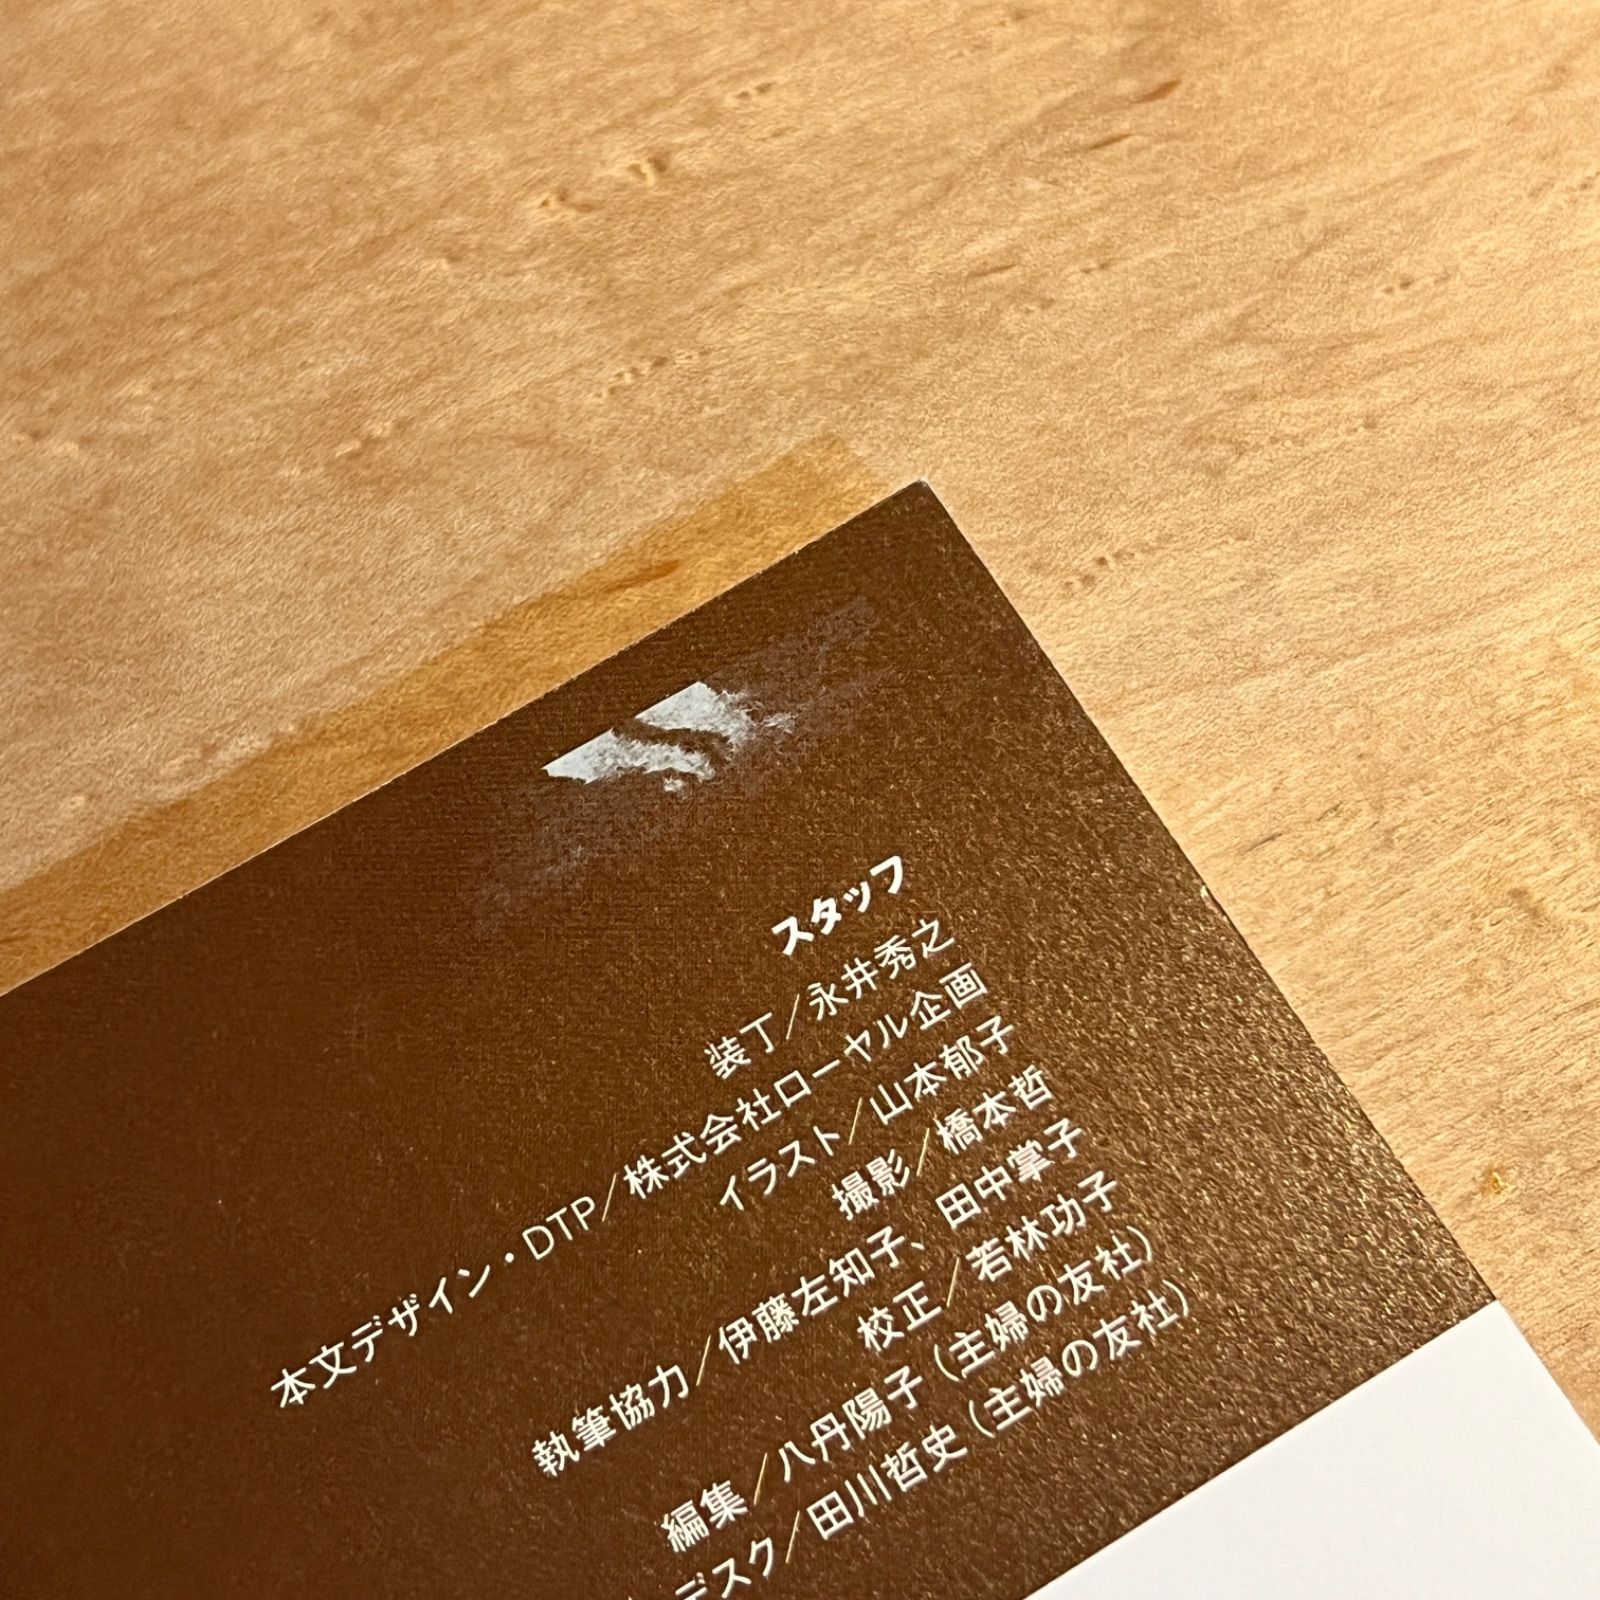 スタッフ
装丁／永井秀之
本文デザイン・DTP／株式会社ローヤル企画
イラスト／山本郁子
撮影／橋本哲
執筆協力／伊藤左知子、田中掌子
校正／若林功子
編集／八丹陽子（主婦の友社）
デスク／田川哲史（主婦の友社）